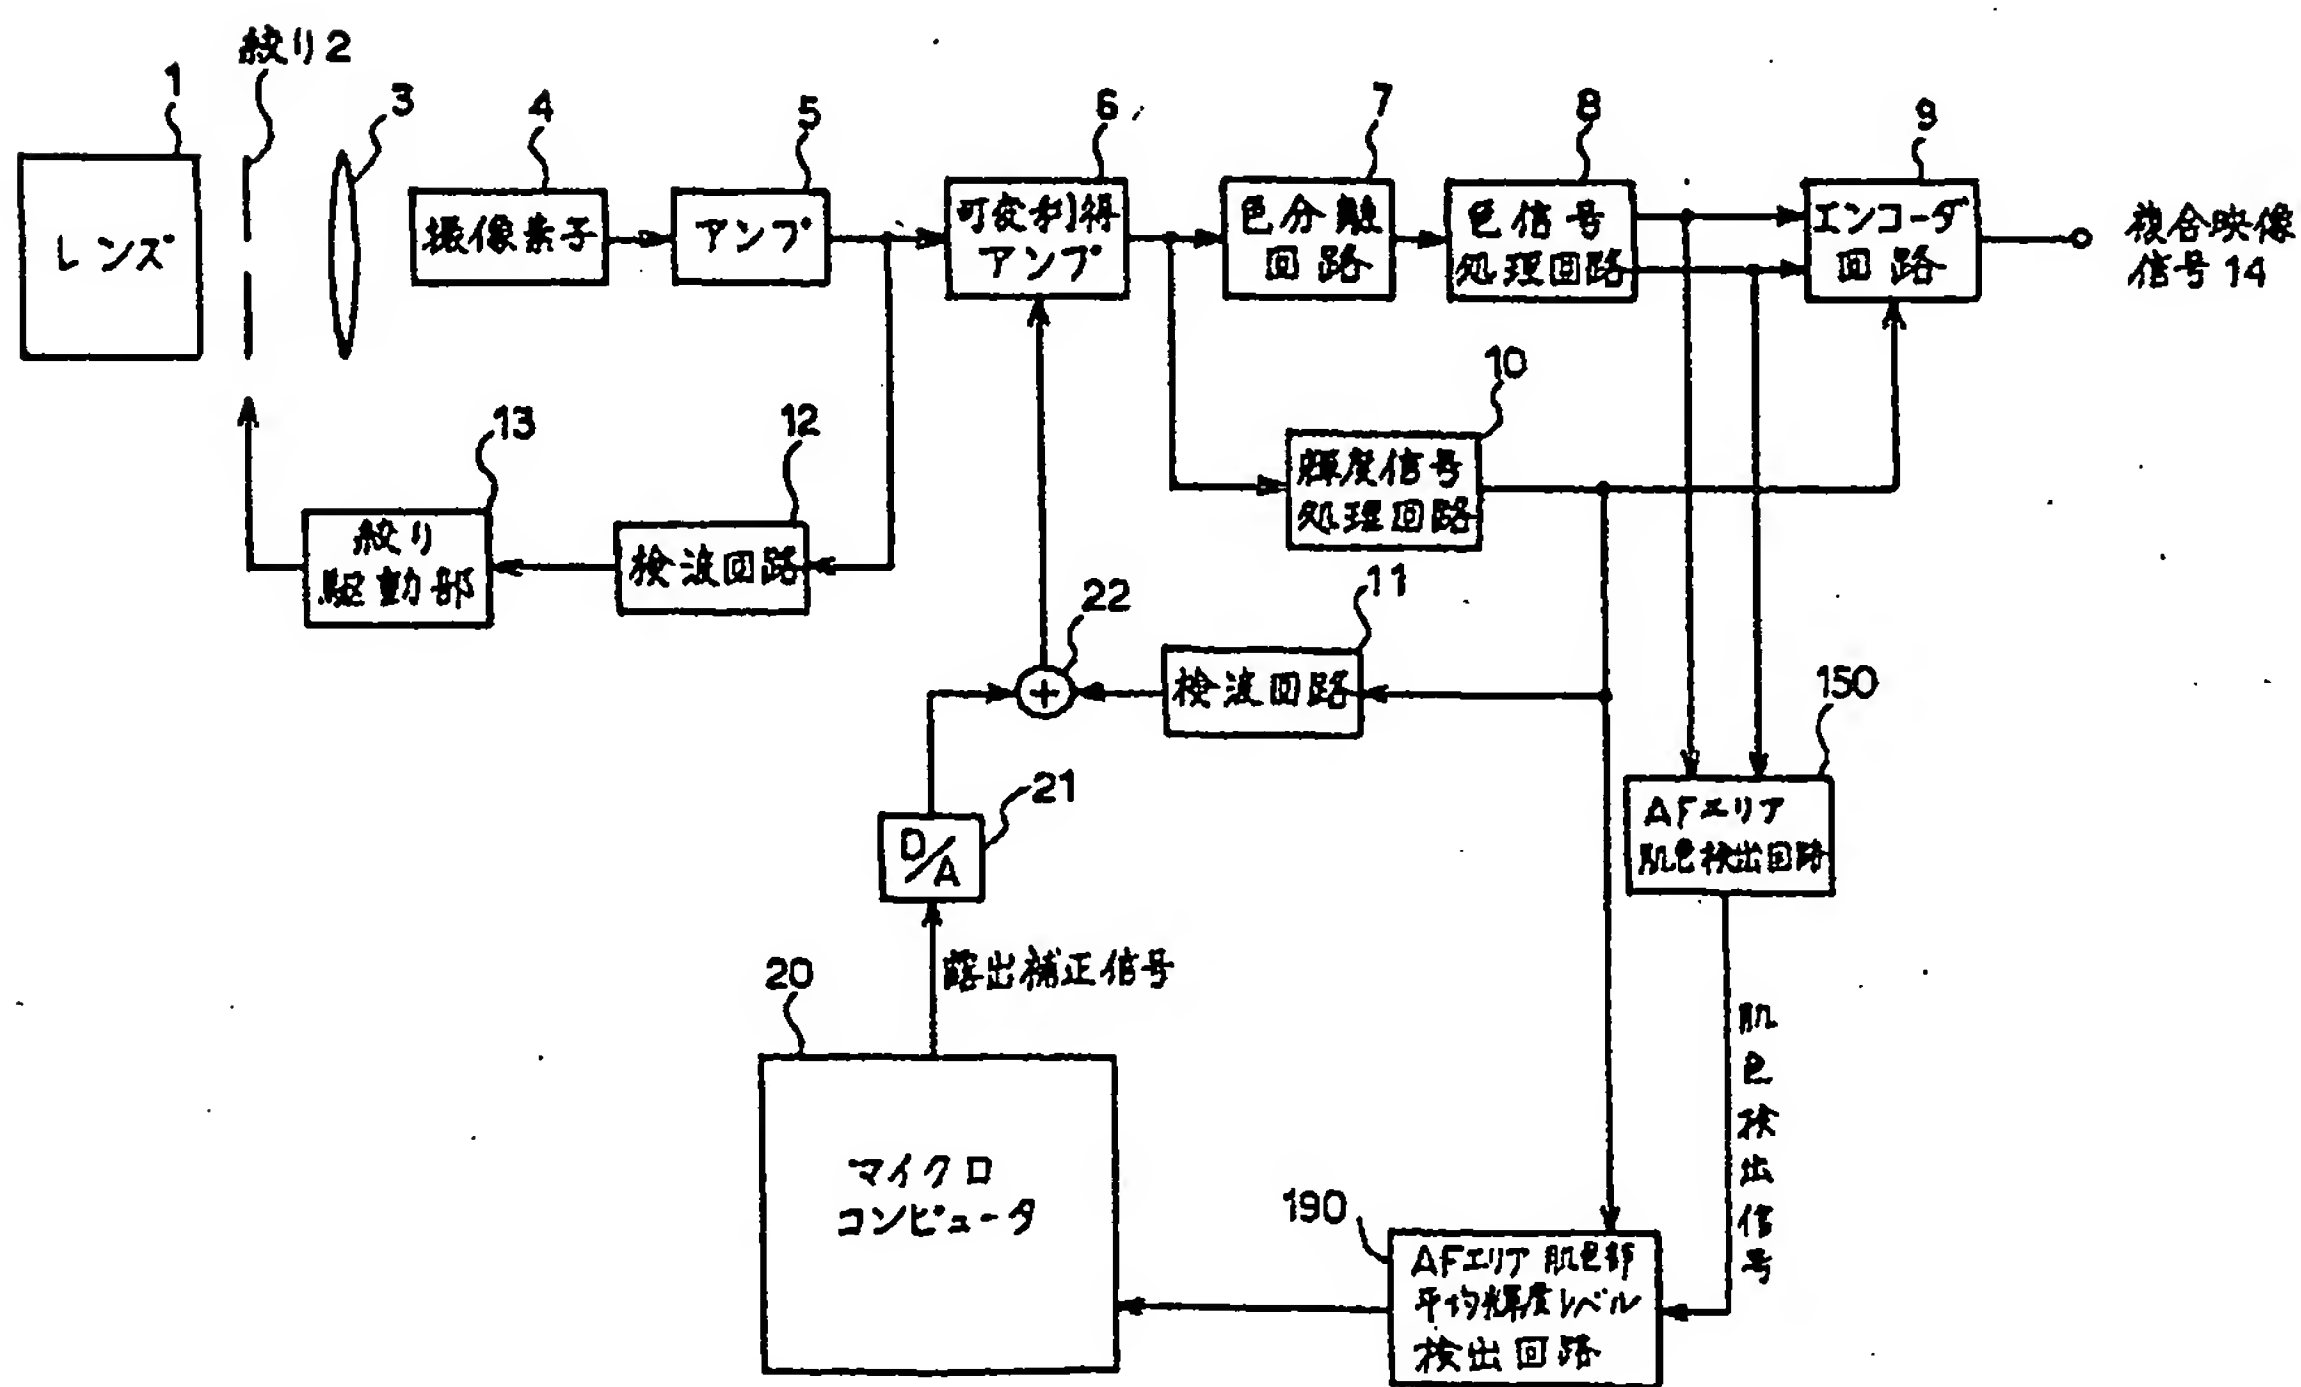 絞り2
1
3
4
5
6
7
8
9
レンズ
撮像素子
アンプ
可変利得
アンプ
色分離
回路
色信号
処理回路
エンコーダ
回路
複合映像
信号14
10
輝度信号
処理回路
13
絞り
駆動部
12
検波回路
22
+
11
検波回路
150
AFエリア
肌色検出回路
21
D/A
露出補正信号
肌色検出信号
20
マイクロ
コンピュータ
190
AFエリア肌色部
平均輝度レベル
検出回路